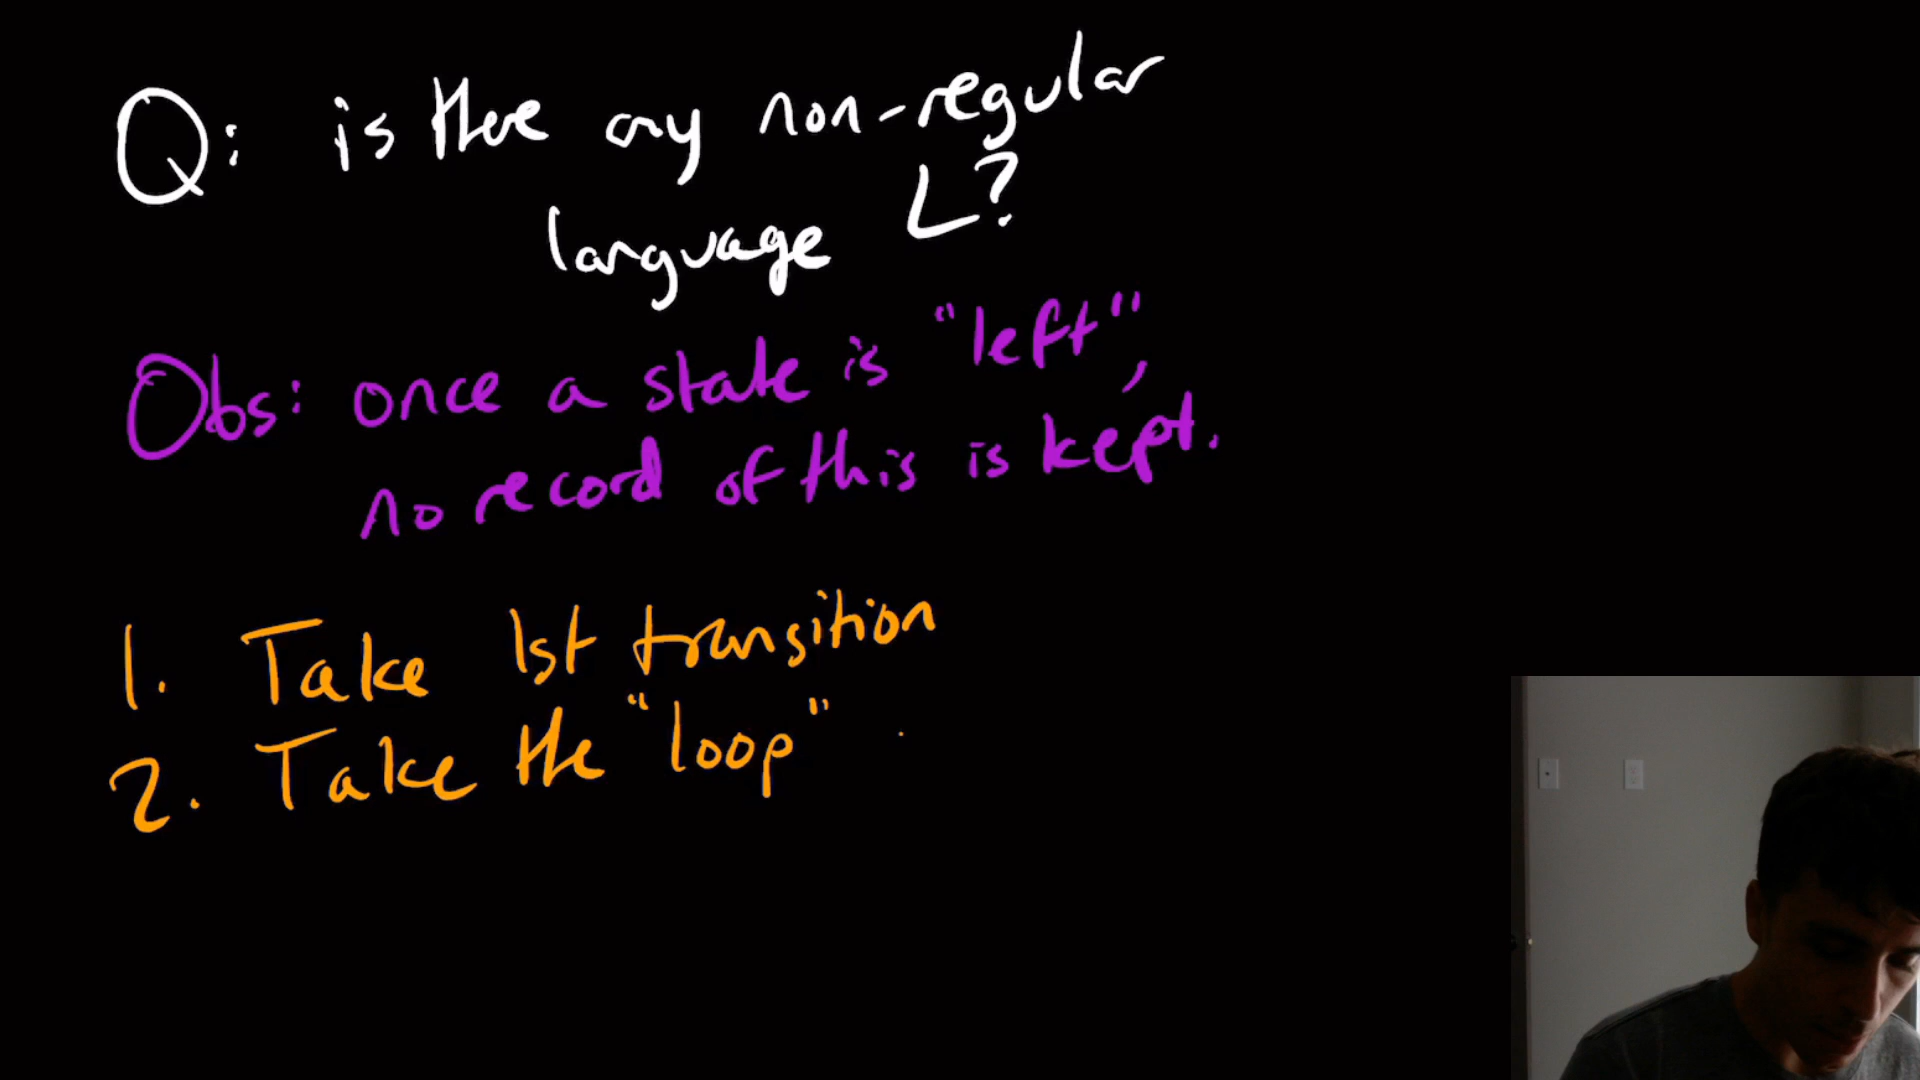 Q: is there any non-regular
language L?
Obs: once a state is "left",
no record of this is kept.
1. Take 1st transition
2. Take the "loop"